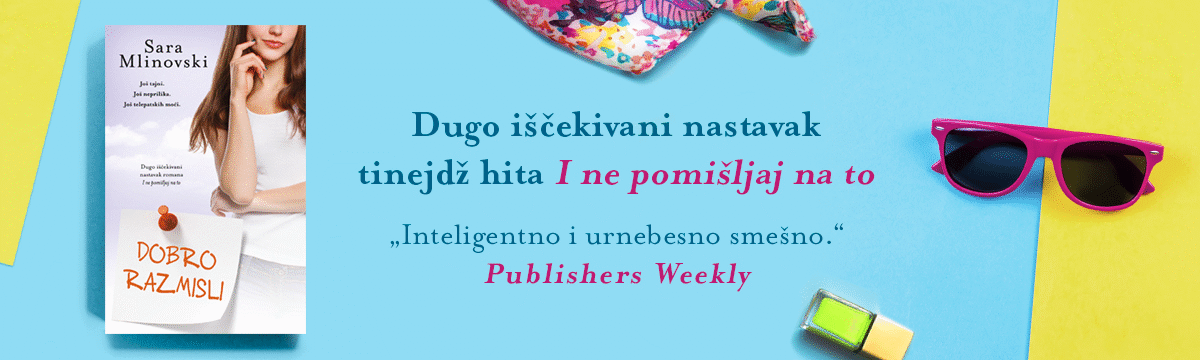 Sara
Mlinovski
Još tajni.
Još neprilika.
Još telepatskih moći.
Dugo iščekivani
nastavak romana
I ne pomišljaj na to
DOBRO
RAZMISLI
Dugo iščekivani nastavak
tinejdž hita I ne pomišljaj na to
„Inteligentno i urnebesno smešno.“
Publishers Weekly